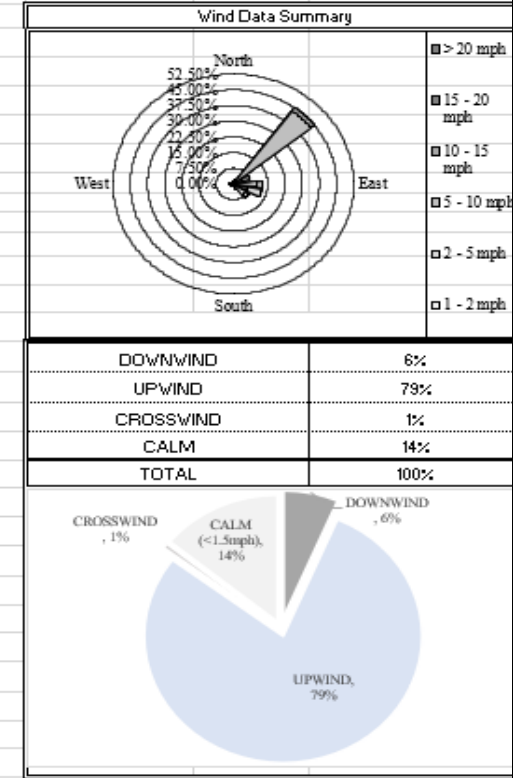 Wind Data Summary
North
52.50%
45.00%
37.50%
30.00%
22.50%
15.00%
7.50%
0.00%
West
East
South
> 20 mph
15 - 20
mph
10 - 15
mph
5 - 10 mph
2 - 5 mph
1 - 2 mph
DOWNWIND 6%
UPWIND 79%
CROSSWIND 1%
CALM 14%
TOTAL 100%
CROSSWIND
, 1%
CALM
(<1.5mph),
14%
DOWNWIND
, 6%
UPWIND,
79%